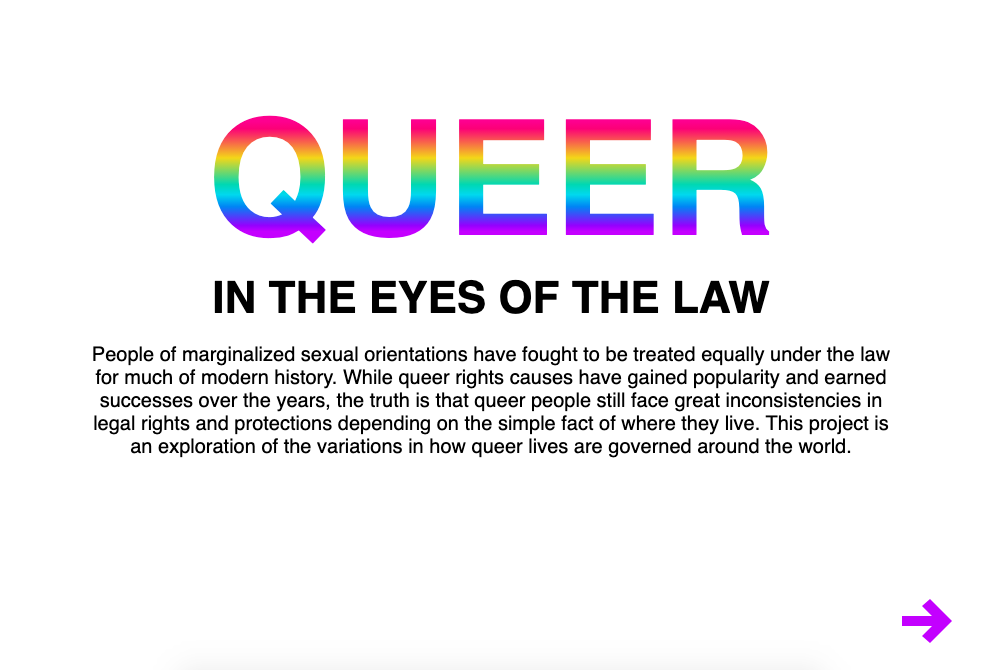 QUEER
IN THE EYES OF THE LAW
People of marginalized sexual orientations have fought to be treated equally under the law
for much of modern history. While queer rights causes have gained popularity and earned
successes over the years, the truth is that queer people still face great inconsistencies in
legal rights and protections depending on the simple fact of where they live. This project is
an exploration of the variations in how queer lives are governed around the world.